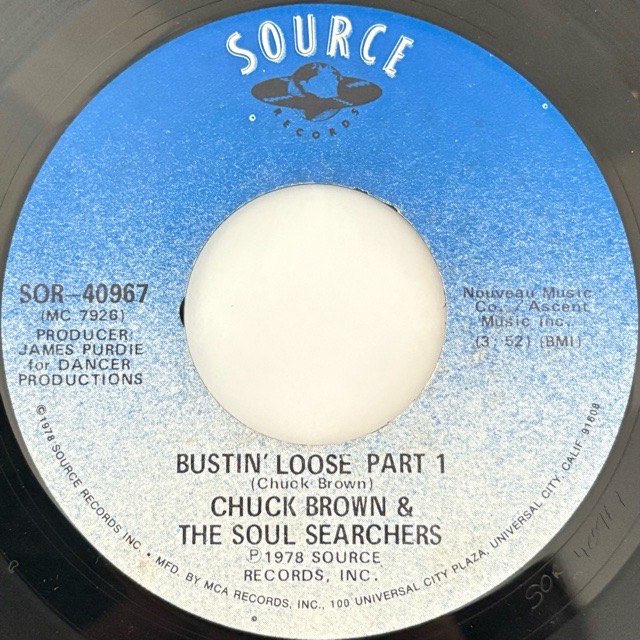 SOURCE
RECORDS
SOR-40967
(MC 7926)
PRODUCER
JAMES PURDIE
for DANCER
PRODUCTIONS
Nouveau Music
Co. / Ascent
Music Inc.
(3:52) (BMI)
BUSTIN' LOOSE PART 1
(Chuck Brown)
CHUCK BROWN &
THE SOUL SEARCHERS
Ⓟ1978 SOURCE
RECORDS, INC.
©1978 SOURCE RECORDS INC. • MFD. BY MCA RECORDS, INC., 100 UNIVERSAL CITY PLAZA, UNIVERSAL CITY, CALIF. 91608